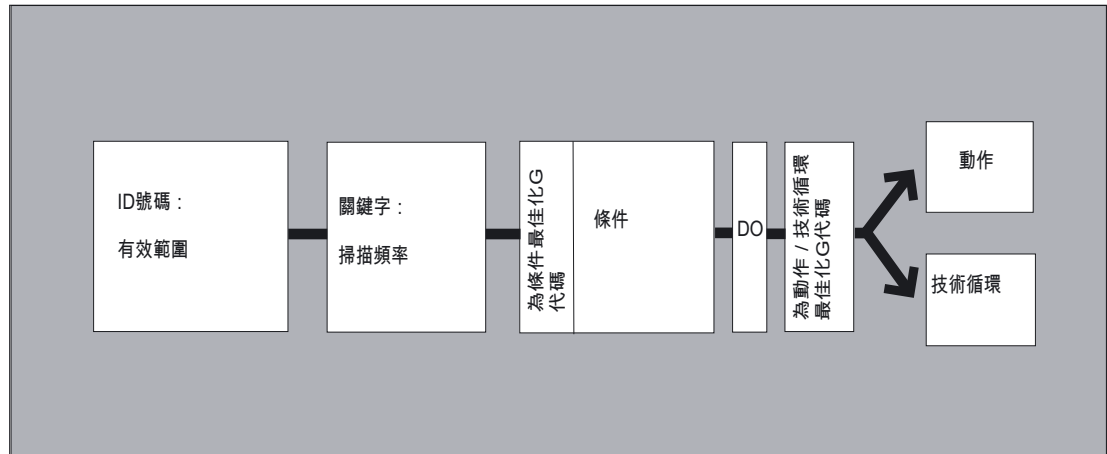 ID號碼：
有效範圍
關鍵字：
掃描頻率
為條件最佳化G
代碼
條件
DO
為動作 / 技術循環
最佳化G代碼
動作
技術循環